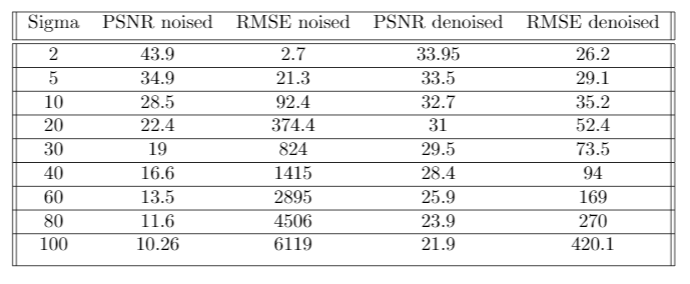 Sigma PSNR noised RMSE noised PSNR denoised RMSE denoised
2 43.9 2.7 33.95 26.2
5 34.9 21.3 33.5 29.1
10 28.5 92.4 32.7 35.2
20 22.4 374.4 31 52.4
30 19 824 29.5 73.5
40 16.6 1415 28.4 94
60 13.5 2895 25.9 169
80 11.6 4506 23.9 270
100 10.26 6119 21.9 420.1